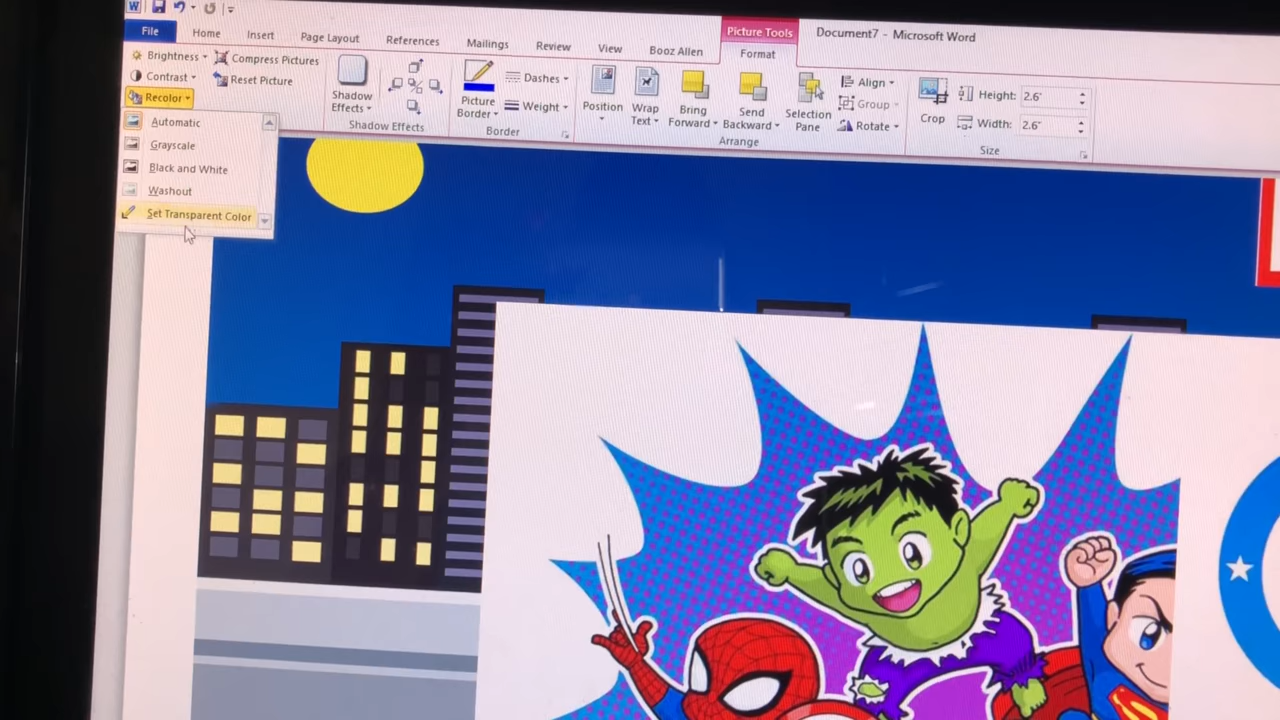 Picture Tools
Document7 - Microsoft Word
File Home Insert Page Layout References Mailings Review View Booz Allen Format
Brightness
Contrast
Recolor
Compress Pictures
Reset Picture
Shadow
Effects
Shadow Effects
Picture
Border
Dashes
Weight
Border
Position
Wrap
Text
Bring
Forward
Send
Backward
Selection
Pane
Align
Group
Rotate
Arrange
Crop
Height: 2.6"
Width: 2.6"
Size
Automatic
Grayscale
Black and White
Washout
Set Transparent Color